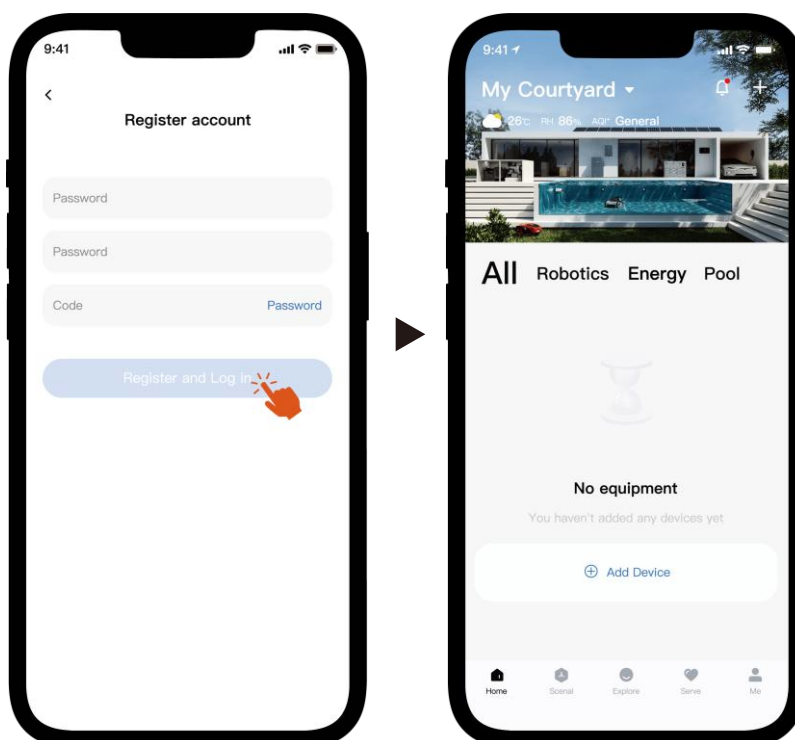 9:41
Register account
Password
Password
Code Password
Register and Log in
9:41
My Courtyard
26℃ RH 86% AQI* General
All Robotics Energy Pool
No equipment
You haven't added any devices yet
Add Device
Home Scenal Explore Serve Me